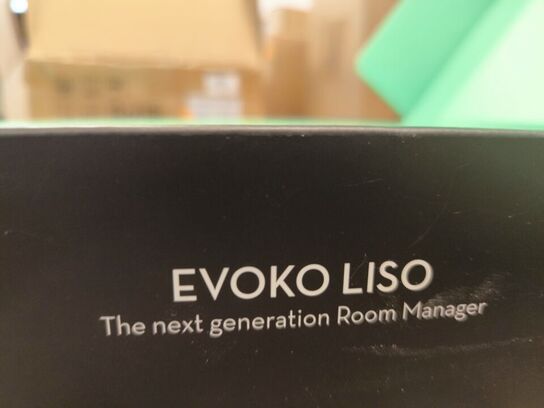 EVOKO LISO
The next generation Room Manager